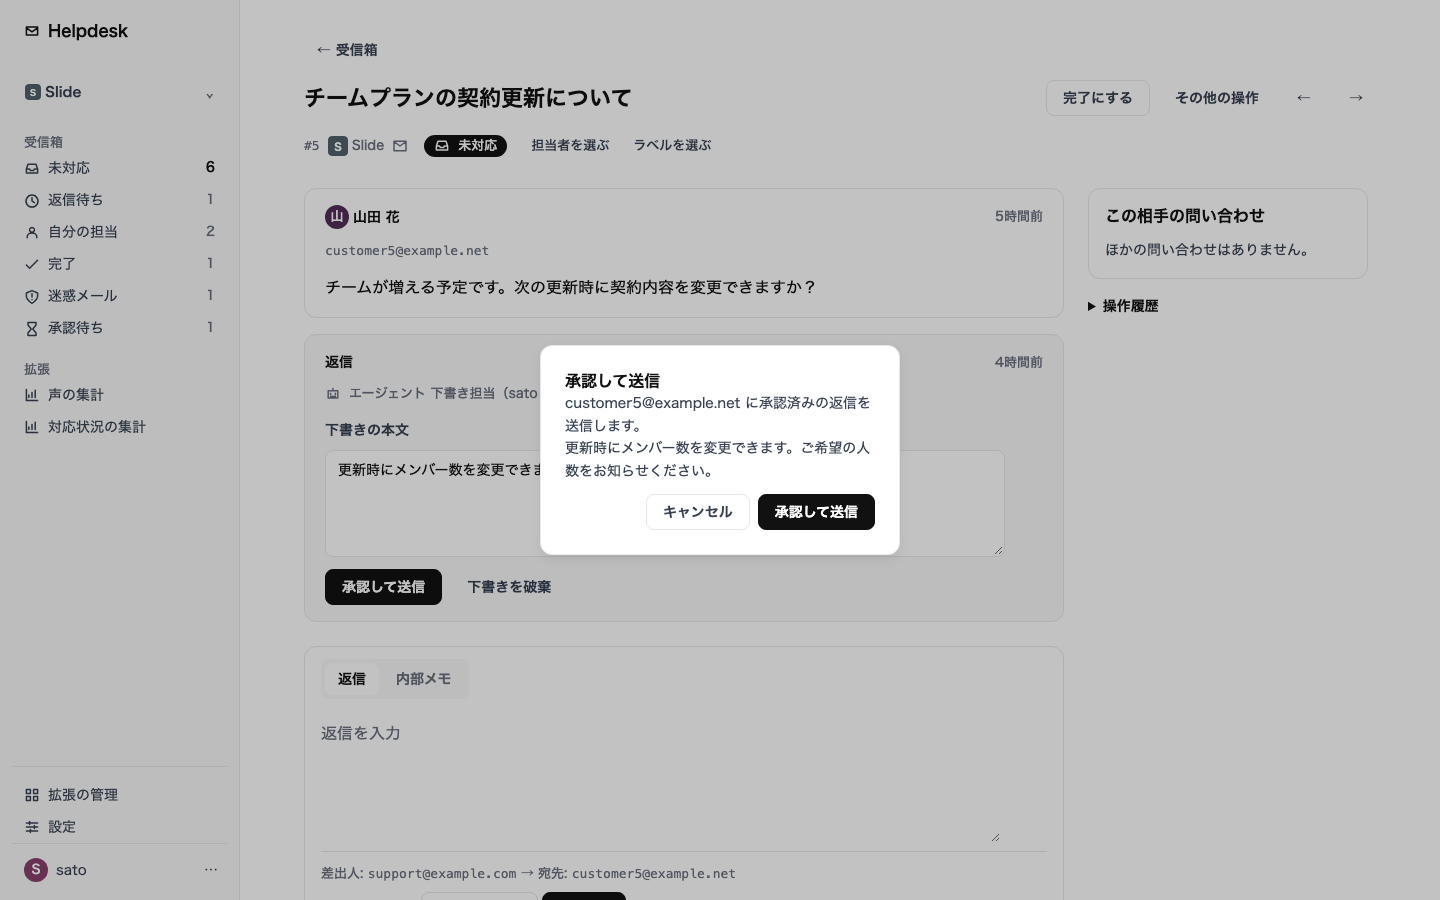 Helpdesk
S Slide
受信箱
未対応 6
返信待ち 1
自分の担当 2
完了 1
迷惑メール 1
承認待ち 1
拡張
声の集計
対応状況の集計
拡張の管理
設定
S sato ...
← 受信箱
チームプランの契約更新について
完了にする その他の操作 ← →
#5 S Slide 未対応 担当者を選ぶ ラベルを選ぶ
山 山田 花 5時間前
customer5@example.net
チームが増える予定です。次の更新時に契約内容を変更できますか？
この相手の問い合わせ
ほかの問い合わせはありません。
▶ 操作履歴
返信 4時間前
エージェント 下書き担当（sato
下書きの本文
更新時にメンバー数を変更できま
承認して送信 下書きを破棄
承認して送信
customer5@example.net に承認済みの返信を
送信します。
更新時にメンバー数を変更できます。ご希望の人
数をお知らせください。
キャンセル 承認して送信
返信 内部メモ
返信を入力
差出人: support@example.com → 宛先: customer5@example.net